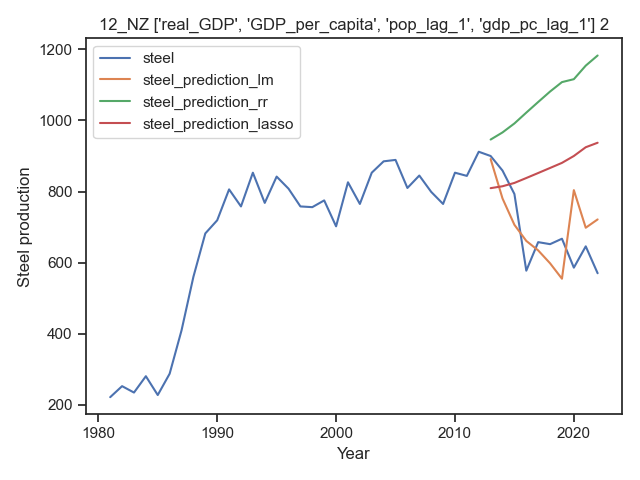 12_NZ ['real_GDP', 'GDP_per_capita', 'pop_lag_1', 'gdp_pc_lag_1'] 2
steel
steel_prediction_lm
steel_prediction_rr
steel_prediction_lasso
Steel production
1200
1000
800
600
400
200
1980
1990
2000
2010
2020
Year